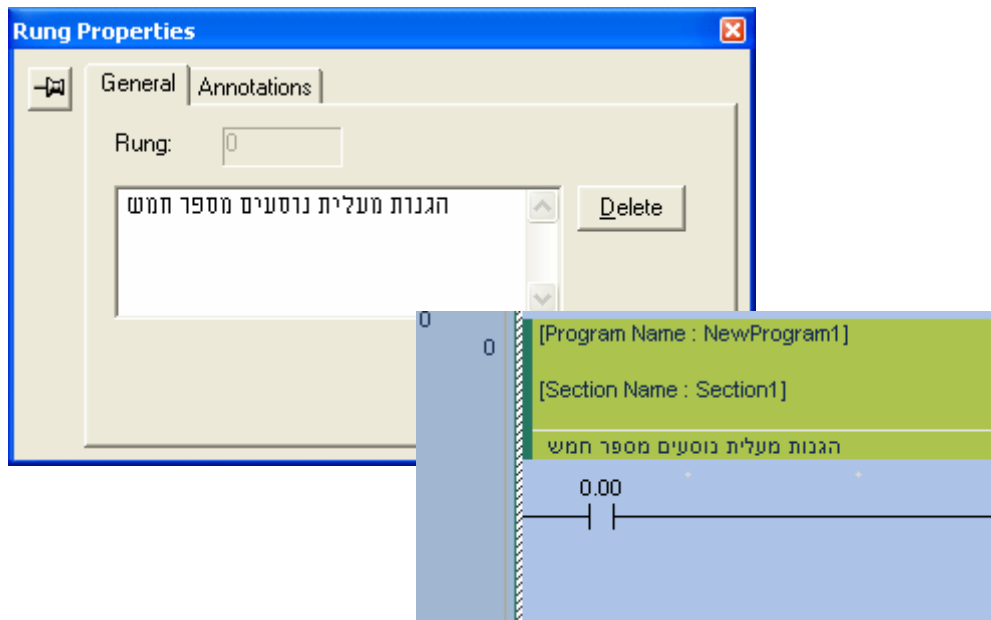 Rung Properties
General
Annotations
Rung:
0
הגנות מעלית נוסעים מספר חמש
Delete
0
0
[Program Name : NewProgram1]
[Section Name : Section1]
הגנות מעלית נוסעים מספר חמש
0.00